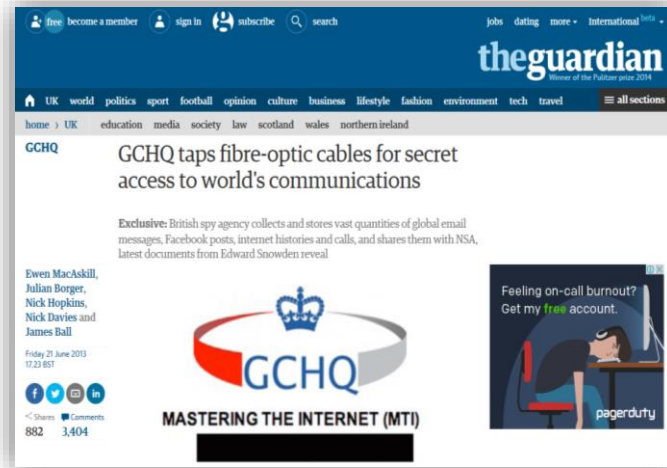 free become a member sign in subscribe search jobs dating more International beta
theguardian
Winner of the Pulitzer prize 2014
UK world politics sport football opinion culture business lifestyle fashion environment tech travel all sections
home UK education media society law scotland wales northern ireland
GCHQ
GCHQ taps fibre-optic cables for secret
access to world's communications
Exclusive: British spy agency collects and stores vast quantities of global email
messages, Facebook posts, internet histories and calls, and shares them with NSA,
latest documents from Edward Snowden reveal
Ewen MacAskill,
Julian Borger,
Nick Hopkins,
Nick Davies and
James Ball
Friday 21 June 2013
17.23 BST
Shares Comments
882 3,404
GCHQ
MASTERING THE INTERNET (MTI)
Feeling on-call burnout?
Get my free account.
pagerduty